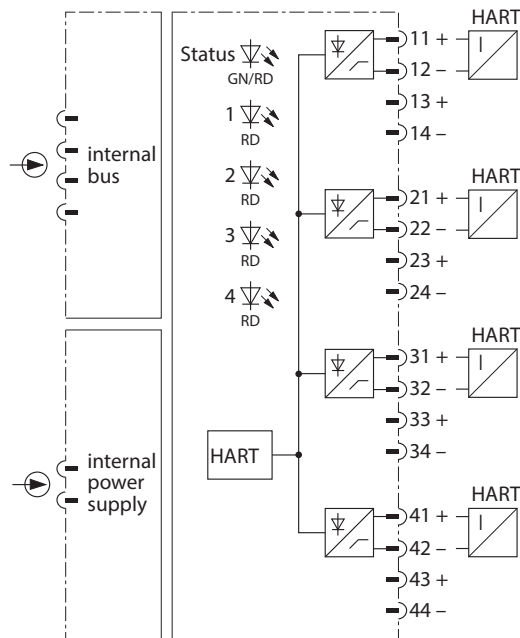 Status
GN/RD
1
RD
2
RD
3
RD
4
RD
internal
bus
internal
power
supply
HART
11 +
12 –
13 +
14 –
HART
I
21 +
22 –
23 +
24 –
HART
I
31 +
32 –
33 +
34 –
HART
I
41 +
42 –
43 +
44 –
HART
I